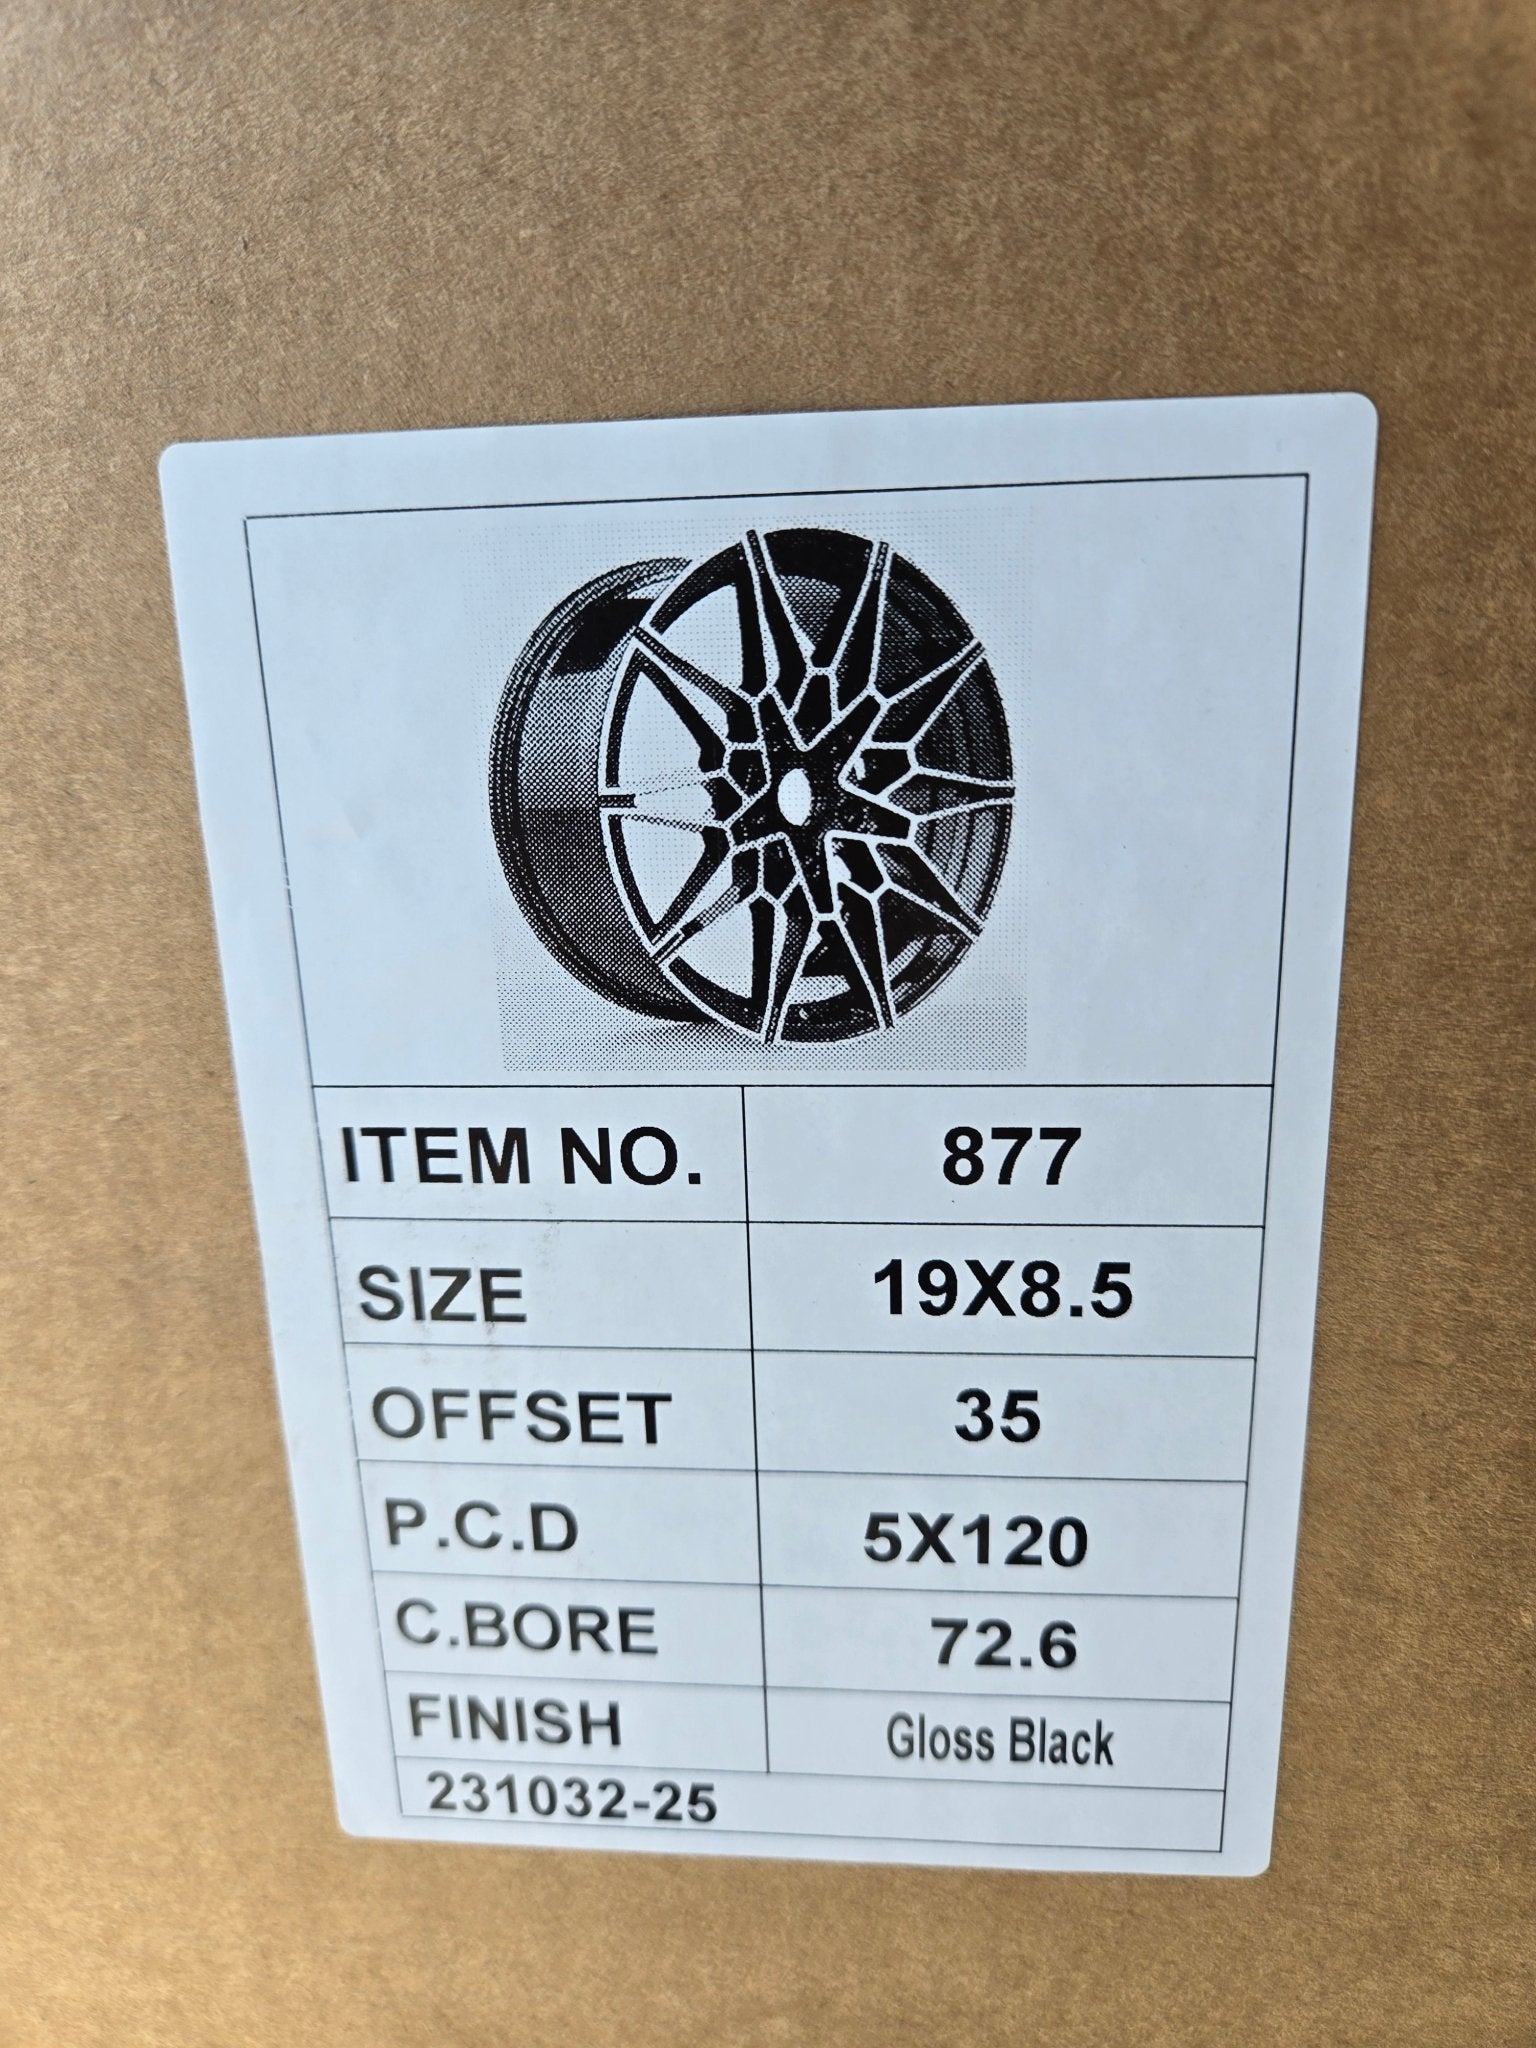 ITEM NO. 877
SIZE 19X8.5
OFFSET 35
P.C.D 5X120
C.BORE 72.6
FINISH Gloss Black
231032-25